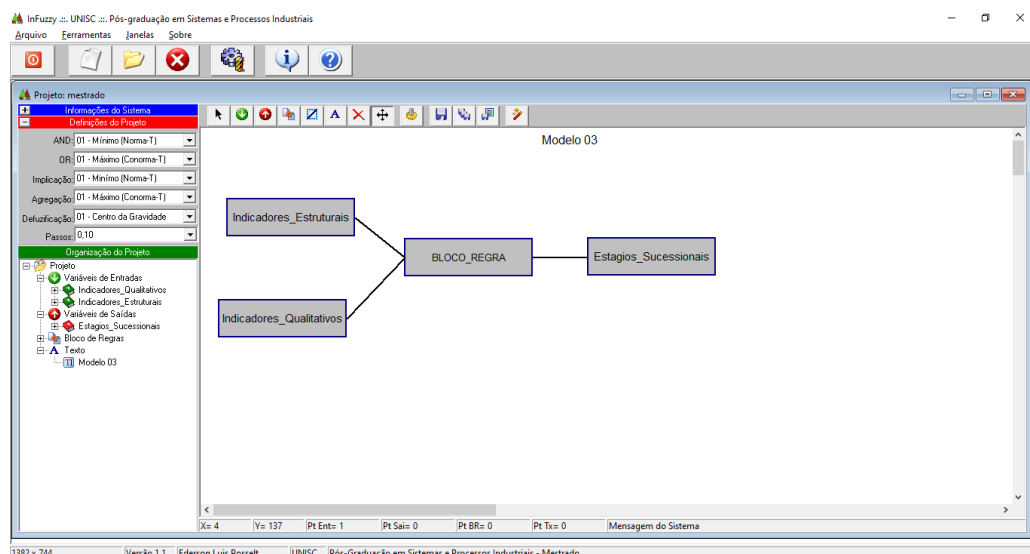 InFuzzy .::. UNISC .::. Pós-graduação em Sistemas e Processos Industriais
Arquivo Ferramentas Janelas Sobre
Projeto: mestrado
Informações do Sistema
Definições do Projeto
AND: 01 - Mínimo (Norma-T)
OR: 01 - Máximo (Conorma-T)
Implicação: 01 - Minímo (Norma-T)
Agregação: 01 - Máximo (Conorma-T)
Defuzificação: 01 - Centro da Gravidade
Passos: 0,10
Organização do Projeto
Projeto
Variáveis de Entradas
Indicadores_Qualitativos
Indicadores_Estruturais
Variáveis de Saídas
Estagios_Sucessionais
Bloco de Regras
A Texto
Modelo 03
Modelo 03
Indicadores_Estruturais
BLOCO_REGRA
Estagios_Sucessionais
Indicadores_Qualitativos
X= 4 Y= 137 Pt Ent= 1 Pt Sai= 0 Pt BR= 0 Pt Tx= 0 Mensagem do Sistema
1382 x 744 Versão 1.1 Ederson Luis Posselt UNISC Pós-Graduação em Sistemas e Processos Industriais - Mestrado